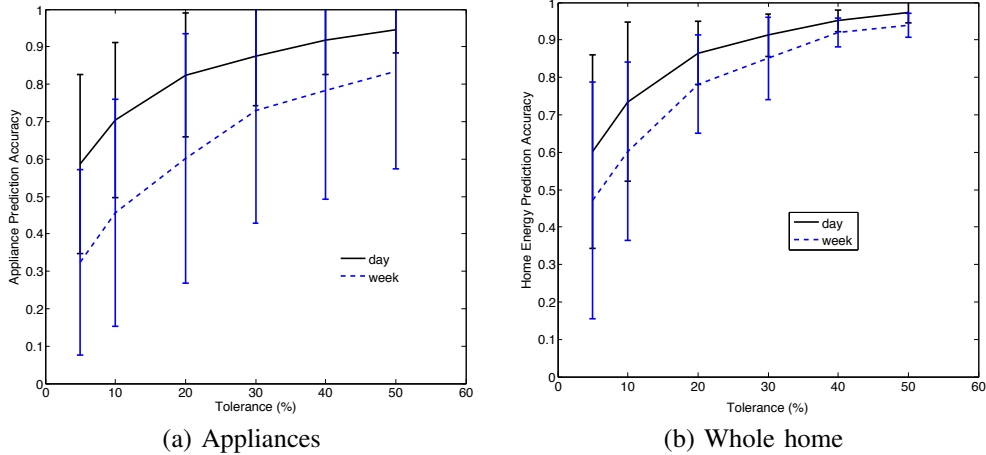 Appliance Prediction Accuracy
1
0.9
0.8
0.7
0.6
0.5
0.4
0.3
0.2
0.1
0
0 10 20 30 40 50 60
Tolerance (%)
day
week
(a) Appliances
Home Energy Prediction Accuracy
1
0.9
0.8
0.7
0.6
0.5
0.4
0.3
0.2
0.1
0
0 10 20 30 40 50 60
Tolerance (%)
day
week
(b) Whole home